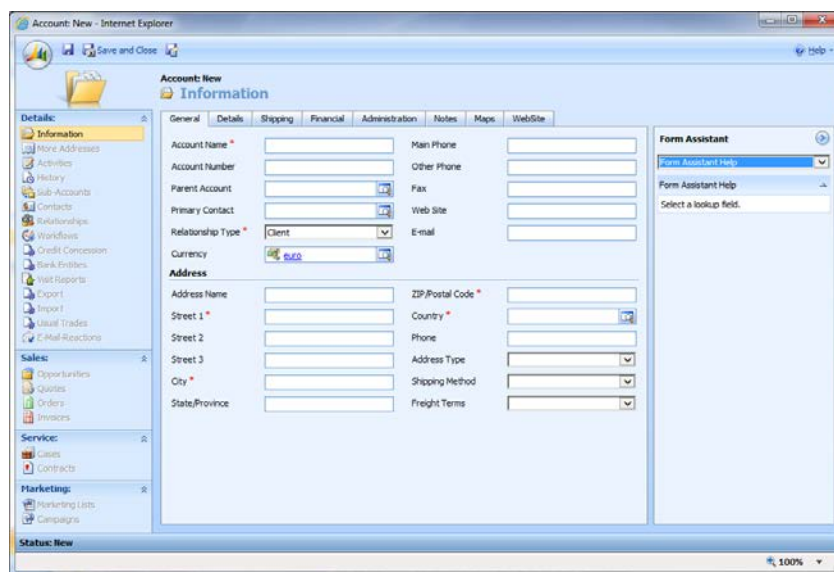 Account: New - Internet Explorer
Save and Close
Help
Account: New
Information
Details:
Information
More Addresses
Activities
History
Sub-Accounts
Contacts
Relationships
Workflows
Credit Concession
Bank Entities
Visit Reports
Export
Import
Usual Trades
E-Mail-Reactions
Sales:
Opportunities
Quotes
Orders
Invoices
Service:
Cases
Contracts
Marketing:
Marketing Lists
Campaigns
General Details Shipping Financial Administration Notes Maps WebSite
Account Name * Main Phone
Account Number Other Phone
Parent Account Fax
Primary Contact Web Site
Relationship Type * Client E-mail
Currency euro
Address
Address Name ZIP/Postal Code *
Street 1 * Country *
Street 2 Phone
Street 3 Address Type
City * Shipping Method
State/Province Freight Terms
Form Assistant
Form Assistant Help
Form Assistant Help
Select a lookup field.
Status: New
100%